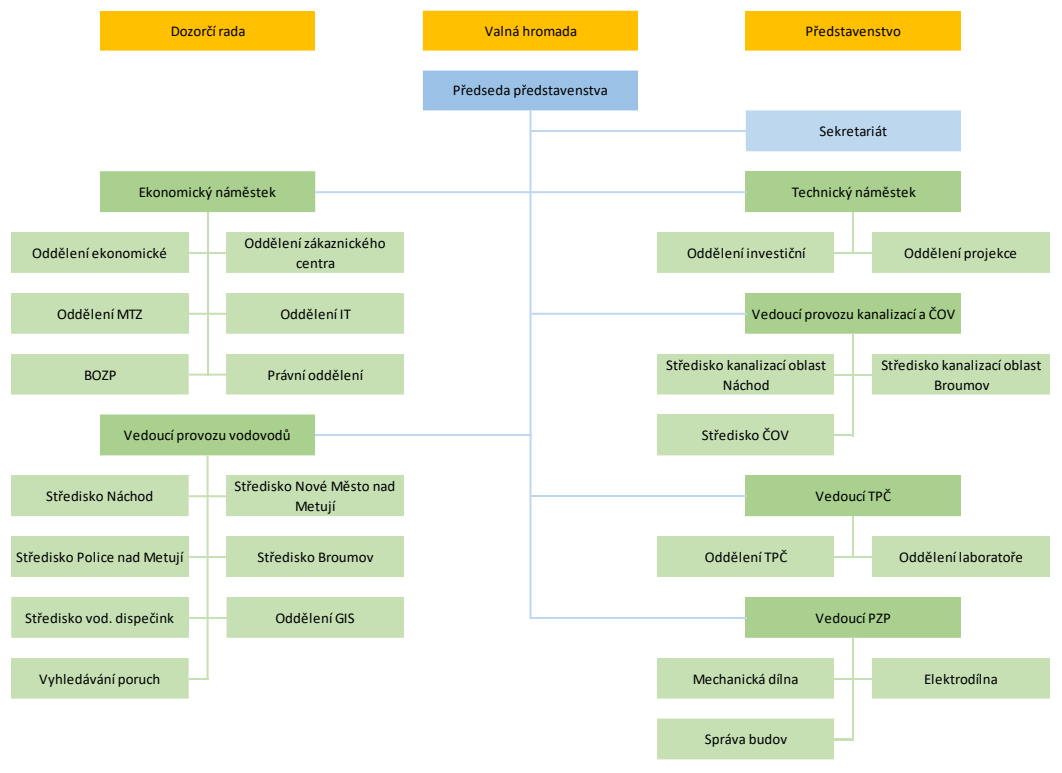 Dozorčí rada
Valná hromada
Představenstvo
Předseda představenstva
Sekretariát
Ekonomický náměstek
Technický náměstek
Oddělení ekonomické
Oddělení zákaznického
centra
Oddělení investiční
Oddělení projekce
Oddělení MTZ
Oddělení IT
Vedoucí provozu kanalizací a ČOV
BOZP
Právní oddělení
Středisko kanalizací oblast
Náchod
Středisko kanalizací oblast
Broumov
Vedoucí provozu vodovodů
Středisko ČOV
Středisko Náchod
Středisko Nové Město nad
Metují
Vedoucí TPČ
Středisko Police nad Metují
Středisko Broumov
Oddělení TPČ
Oddělení laboratoře
Středisko vod. dispečink
Oddělení GIS
Vedoucí PZP
Vyhledávání poruch
Mechanická dílna
Elektrodílna
Správa budov